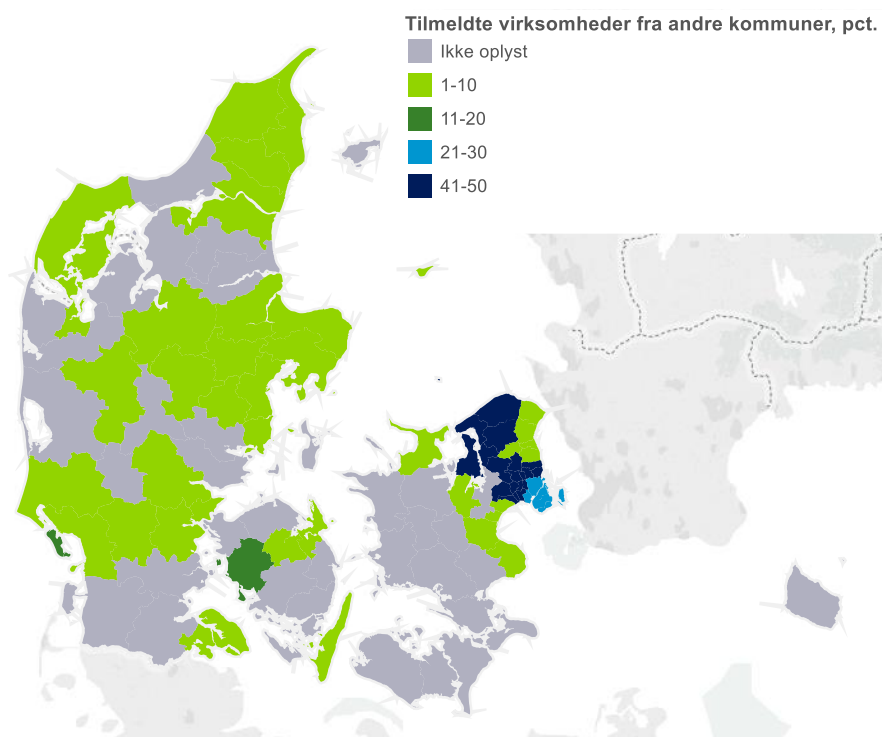 Tilmeldte virksomheder fra andre kommuner, pct.
Ikke oplyst
1-10
11-20
21-30
41-50